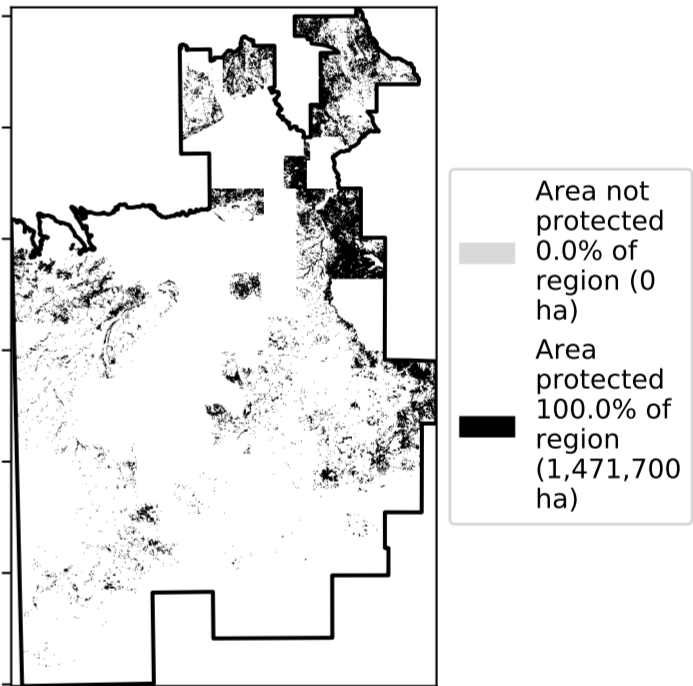 Area not
protected
0.0% of
region (0
ha)
Area
protected
100.0% of
region
(1,471,700
ha)